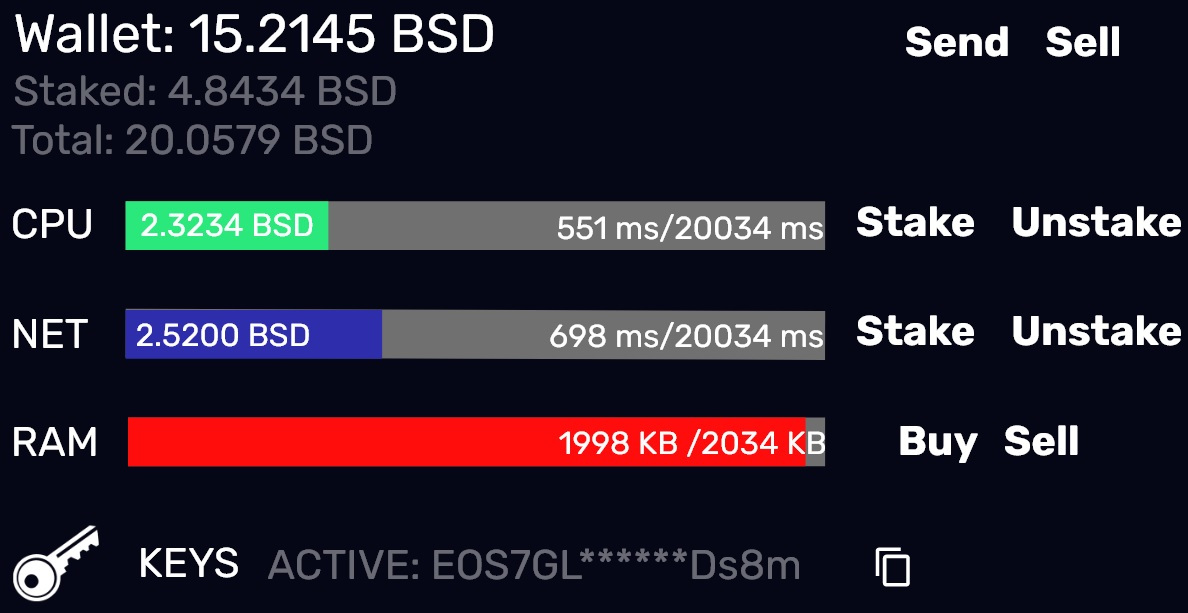 Wallet: 15.2145 BSD Send Sell
Staked: 4.8434 BSD
Total: 20.0579 BSD
CPU 2.3234 BSD 551 ms/20034 ms Stake Unstake
NET 2.5200 BSD 698 ms/20034 ms Stake Unstake
RAM 1998 KB /2034 KB Buy Sell
KEYS ACTIVE: EOS7GL******Ds8m